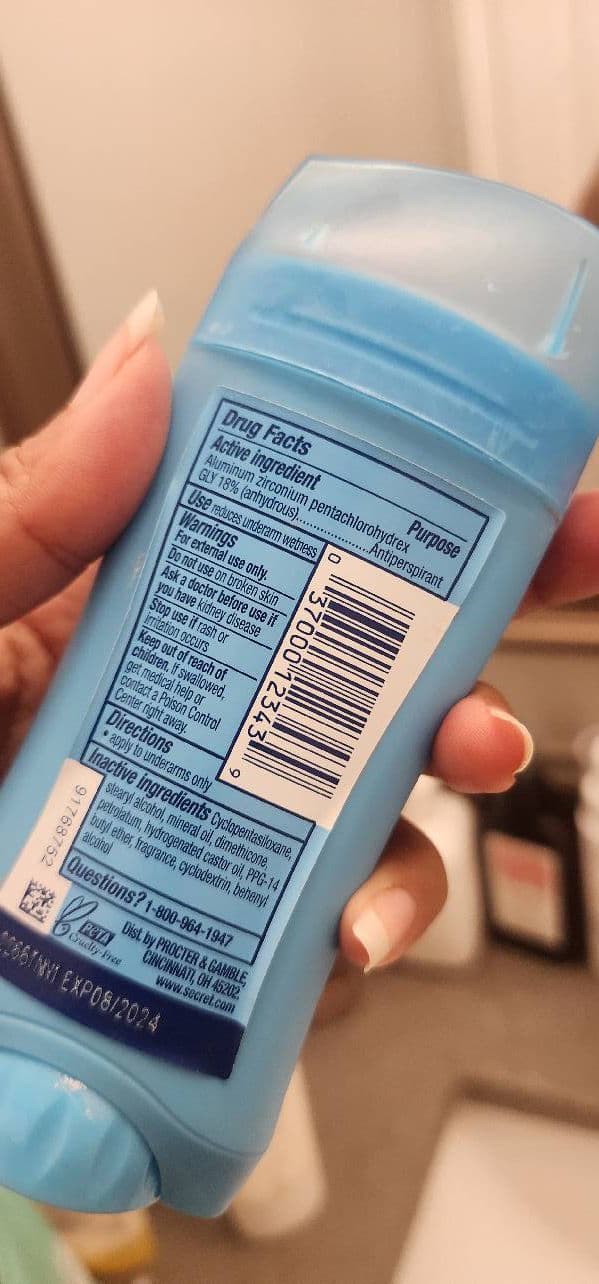 Drug Facts
Active ingredient
Purpose
Aluminum zirconium pentachlorohydrex
GLY 18% (anhydrous)....................Antiperspirant
Use reduces underarm wetness
Warnings
For external use only.
Do not use on broken skin
Ask a doctor before use if
you have kidney disease
Stop use if rash or
irritation occurs
Keep out of reach of
children. If swallowed,
get medical help or
contact a Poison Control
Center right away.
0 37000 12343 9
Directions
• apply to underarms only
Inactive ingredients Cyclopentasiloxane,
stearyl alcohol, mineral oil, dimethicone,
petrolatum, hydrogenated castor oil, PPG-14
butyl ether, fragrance, cyclodextrin, behenyl
alcohol
Questions? 1-800-964-1947
91768752
PETA
Cruelty-Free
Dist. by PROCTER & GAMBLE,
CINCINNATI, OH 45202.
www.secret.com
EXP08/2024